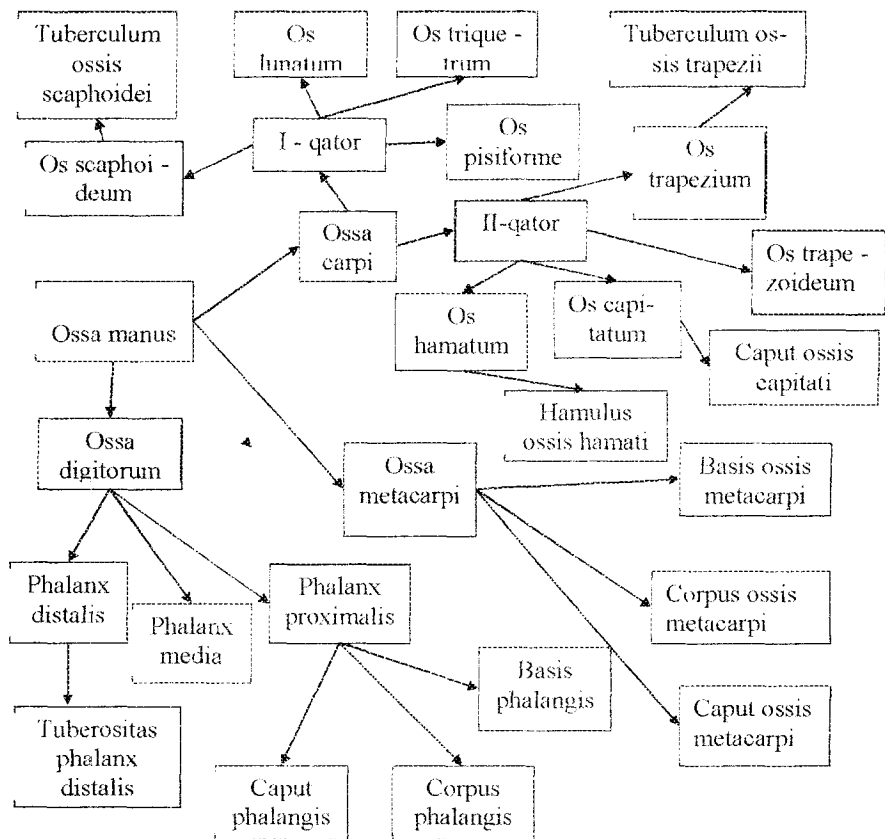 Tuberculum
ossis
scaphoidei
Os
lunatum
Os trique -
trum
Tuberculum os-
sis trapezii
Os scaphoi -
deum
I - qator
Os
pisiforme
Os
trapezium
Ossa
carpi
II-qator
Os trape -
zoideum
Ossa manus
Os
hamatum
Os capi-
tatum
Caput ossis
capitati
Hamulus
ossis hamati
Ossa
digitorum
Ossa
metacarpi
Basis ossis
metacarpi
Phalanx
distalis
Phalanx
media
Phalanx
proximalis
Corpus ossis
metacarpi
Basis
phalangis
Caput ossis
metacarpi
Tuberositas
phalanx
distalis
Caput
phalangis
Corpus
phalangis